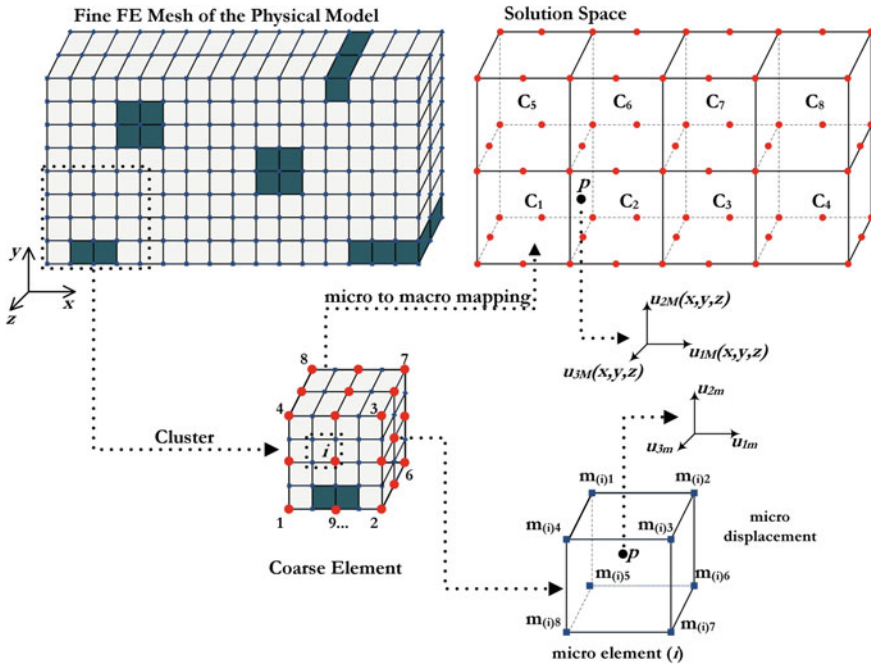 Fine FE Mesh of the Physical Model
Solution Space
C5 C6 C7 C8
p
C1 C2 C3 C4
y
x
z
micro to macro mapping
u2M(x,y,z)
u1M(x,y,z)
u3M(x,y,z)
8 7
4 3
i
6
1 9... 2
Cluster
Coarse Element
u2m
u1m
u3m
m(i)1 m(i)2
m(i)4 m(i)3
micro
displacement
p
m(i)5 m(i)6
m(i)8 m(i)7
micro element (i)